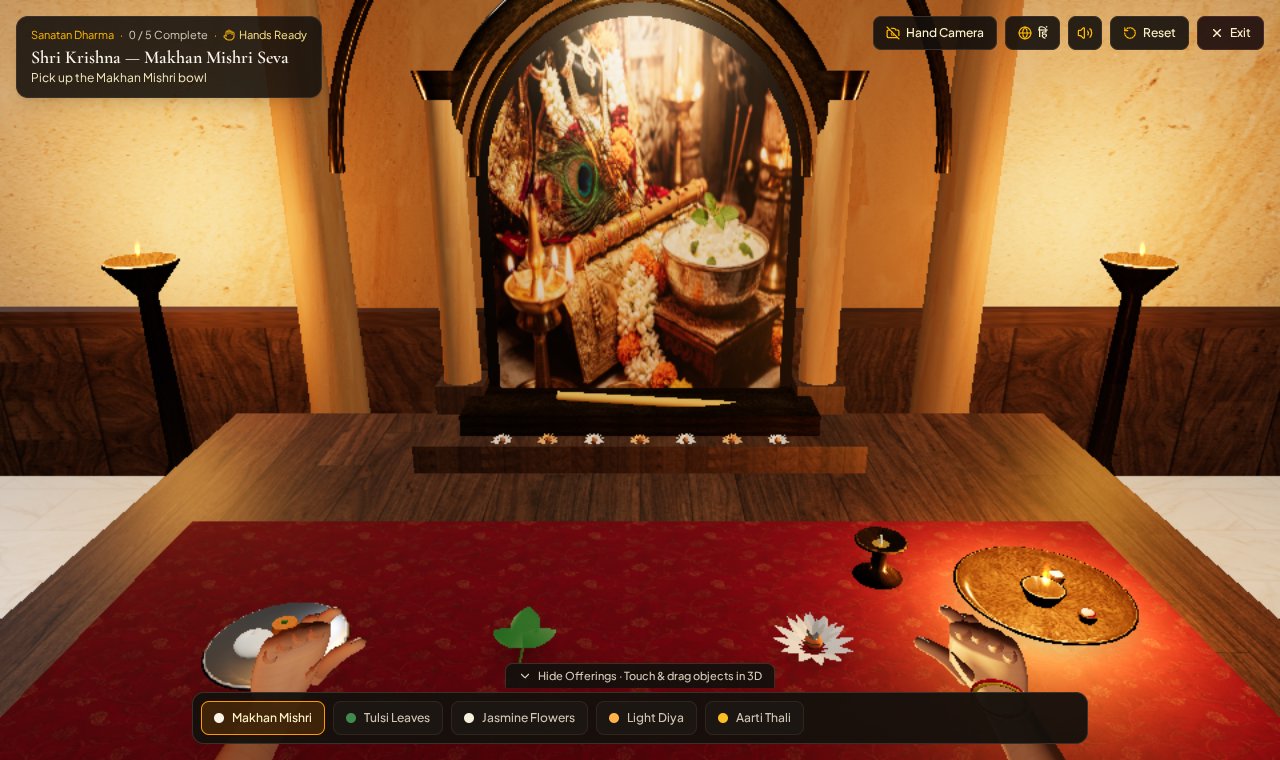 Sanatan Dharma · 0 / 5 Complete · Hands Ready
Shri Krishna — Makhan Mishri Seva
Pick up the Makhan Mishri bowl
Hand Camera
हिं
Reset
Exit
Hide Offerings · Touch & drag objects in 3D
Makhan Mishri
Tulsi Leaves
Jasmine Flowers
Light Diya
Aarti Thali